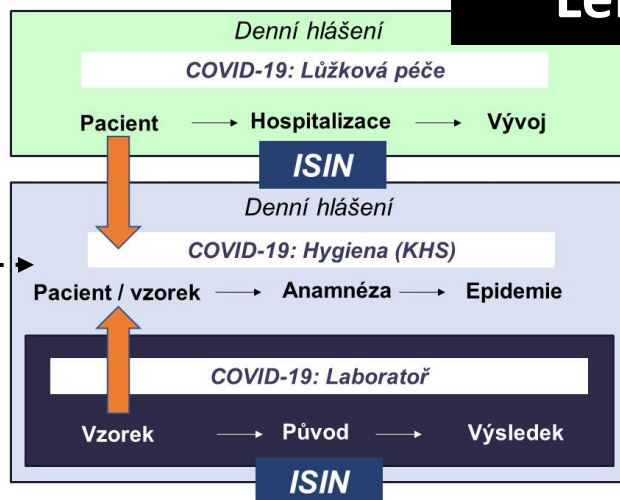 Denní hlášení
COVID-19: Lůžková péče
Pacient Hospitalizace Vývoj
ISIN
Denní hlášení
COVID-19: Hygiena (KHS)
Pacient / vzorek Anamnéza Epidemie
COVID-19: Laboratoř
Vzorek Původ Výsledek
ISIN